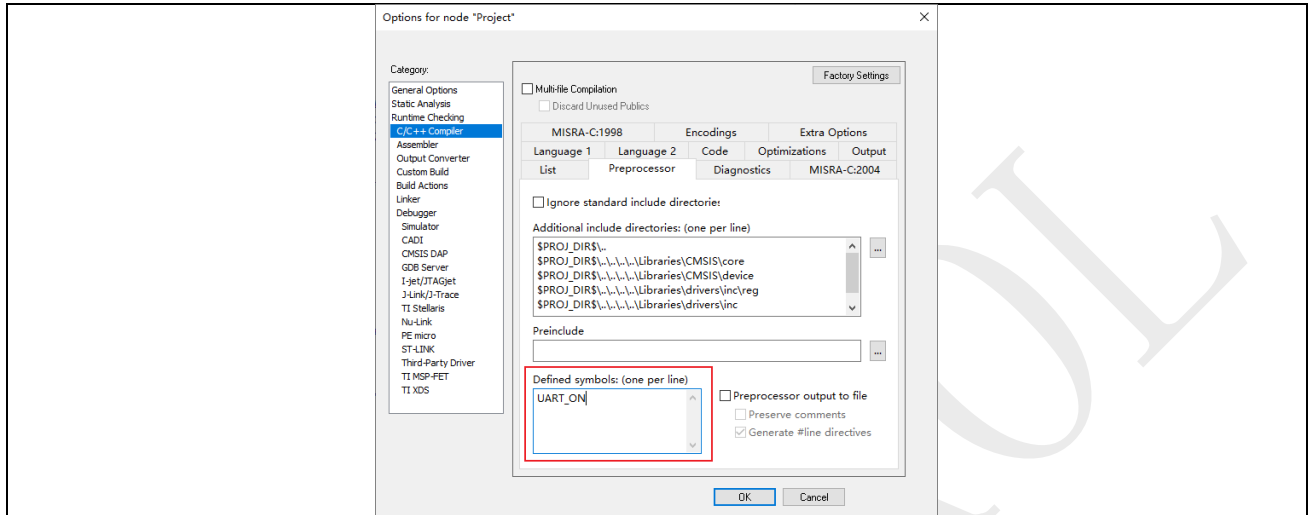 Options for node "Project"
Category:
General Options
Static Analysis
Runtime Checking
C/C++ Compiler
Assembler
Output Converter
Custom Build
Build Actions
Linker
Debugger
Simulator
CADI
CMSIS DAP
GDB Server
I-jet/JTAGjet
J-Link/J-Trace
TI Stellaris
Nu-Link
PE micro
ST-LINK
Third-Party Driver
TI MSP-FET
TI XDS
Factory Settings
Multi-file Compilation
Discard Unused Publics
MISRA-C:1998 Encodings Extra Options
Language 1 Language 2 Code Optimizations Output
List Preprocessor Diagnostics MISRA-C:2004
Ignore standard include directories
Additional include directories: (one per line)
$PROJ_DIR$\..
$PROJ_DIR$\..\..\..\..\Libraries\CMSIS\core
$PROJ_DIR$\..\..\..\..\Libraries\CMSIS\device
$PROJ_DIR$\..\..\..\..\Libraries\drivers\inc\reg
$PROJ_DIR$\..\..\..\..\Libraries\drivers\inc
...
Preinclude
...
Defined symbols: (one per line)
UART_ON
Preprocessor output to file
Preserve comments
Generate #line directives
OK Cancel
OL